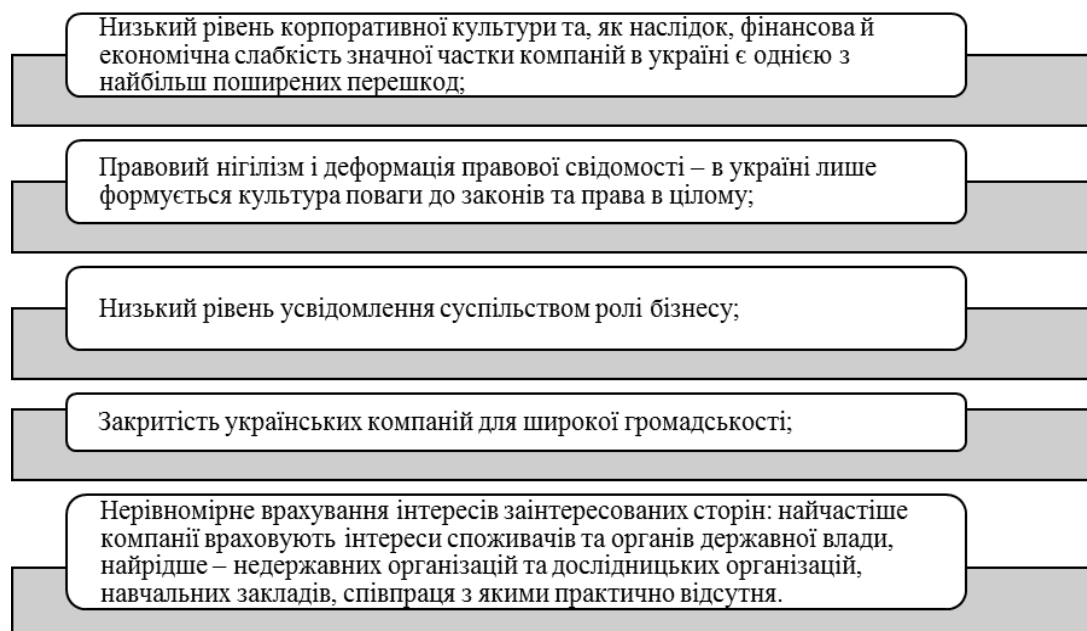 Низький рівень корпоративної культури та, як наслідок, фінансова й
економічна слабкість значної частки компаній в україні є однією з
найбільш поширених перешкод;
Правовий нігілізм і деформація правової свідомості – в україні лише
формується культура поваги до законів та права в цілому;
Низький рівень усвідомлення суспільством ролі бізнесу;
Закритість українських компаній для широкої громадськості;
Нерівномірне врахування інтересів заінтересованих сторін: найчастіше
компанії враховують інтереси споживачів та органів державної влади,
найрідше – недержавних організацій та дослідницьких організацій,
навчальних закладів, співпраця з якими практично відсутня.